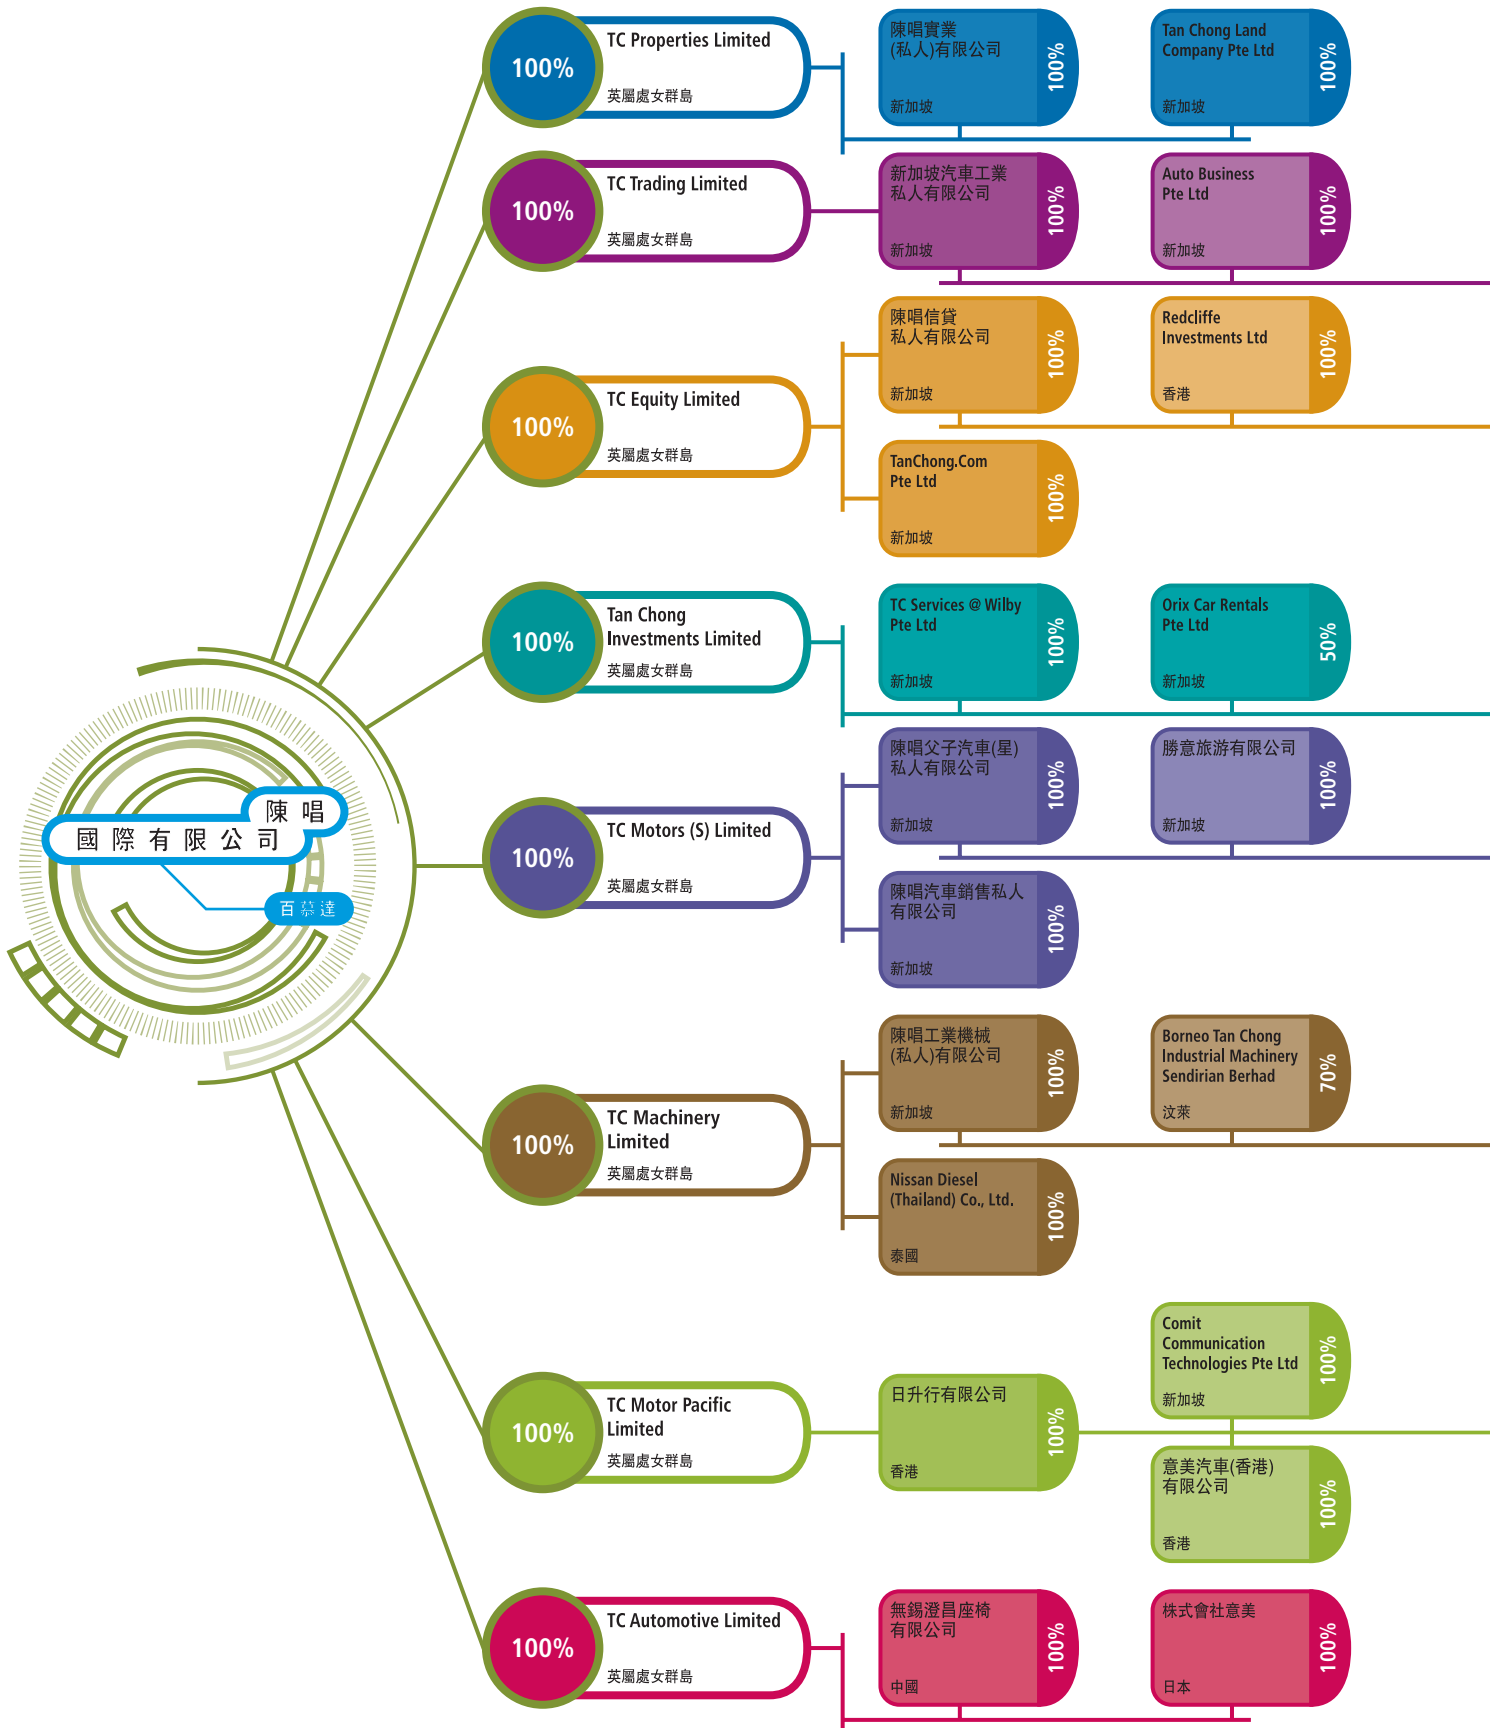 陳唱
國際有限公司
百慕達
100%
TC Properties Limited
英屬處女群島
陳唱實業
(私人)有限公司
新加坡
100%
Tan Chong Land
Company Pte Ltd
新加坡
100%
100%
TC Trading Limited
英屬處女群島
新加坡汽車工業
私人有限公司
新加坡
100%
Auto Business
Pte Ltd
新加坡
100%
100%
TC Equity Limited
英屬處女群島
陳唱信貸
私人有限公司
新加坡
100%
Redcliffe
Investments Ltd
香港
100%
TanChong.Com
Pte Ltd
新加坡
100%
100%
Tan Chong
Investments Limited
英屬處女群島
TC Services @ Wilby
Pte Ltd
新加坡
100%
Orix Car Rentals
Pte Ltd
新加坡
50%
100%
TC Motors (S) Limited
英屬處女群島
陳唱父子汽車(星)
私人有限公司
新加坡
100%
勝意旅游有限公司
新加坡
100%
陳唱汽車銷售私人
有限公司
新加坡
100%
100%
TC Machinery
Limited
英屬處女群島
陳唱工業機械
(私人)有限公司
新加坡
100%
Borneo Tan Chong
Industrial Machinery
Sendirian Berhad
汶萊
70%
Nissan Diesel
(Thailand) Co., Ltd.
泰國
100%
100%
TC Motor Pacific
Limited
英屬處女群島
日升行有限公司
香港
100%
Comit
Communication
Technologies Pte Ltd
新加坡
100%
意美汽車(香港)
有限公司
香港
100%
100%
TC Automotive Limited
英屬處女群島
無錫澄昌座椅
有限公司
中國
100%
株式會社意美
日本
100%